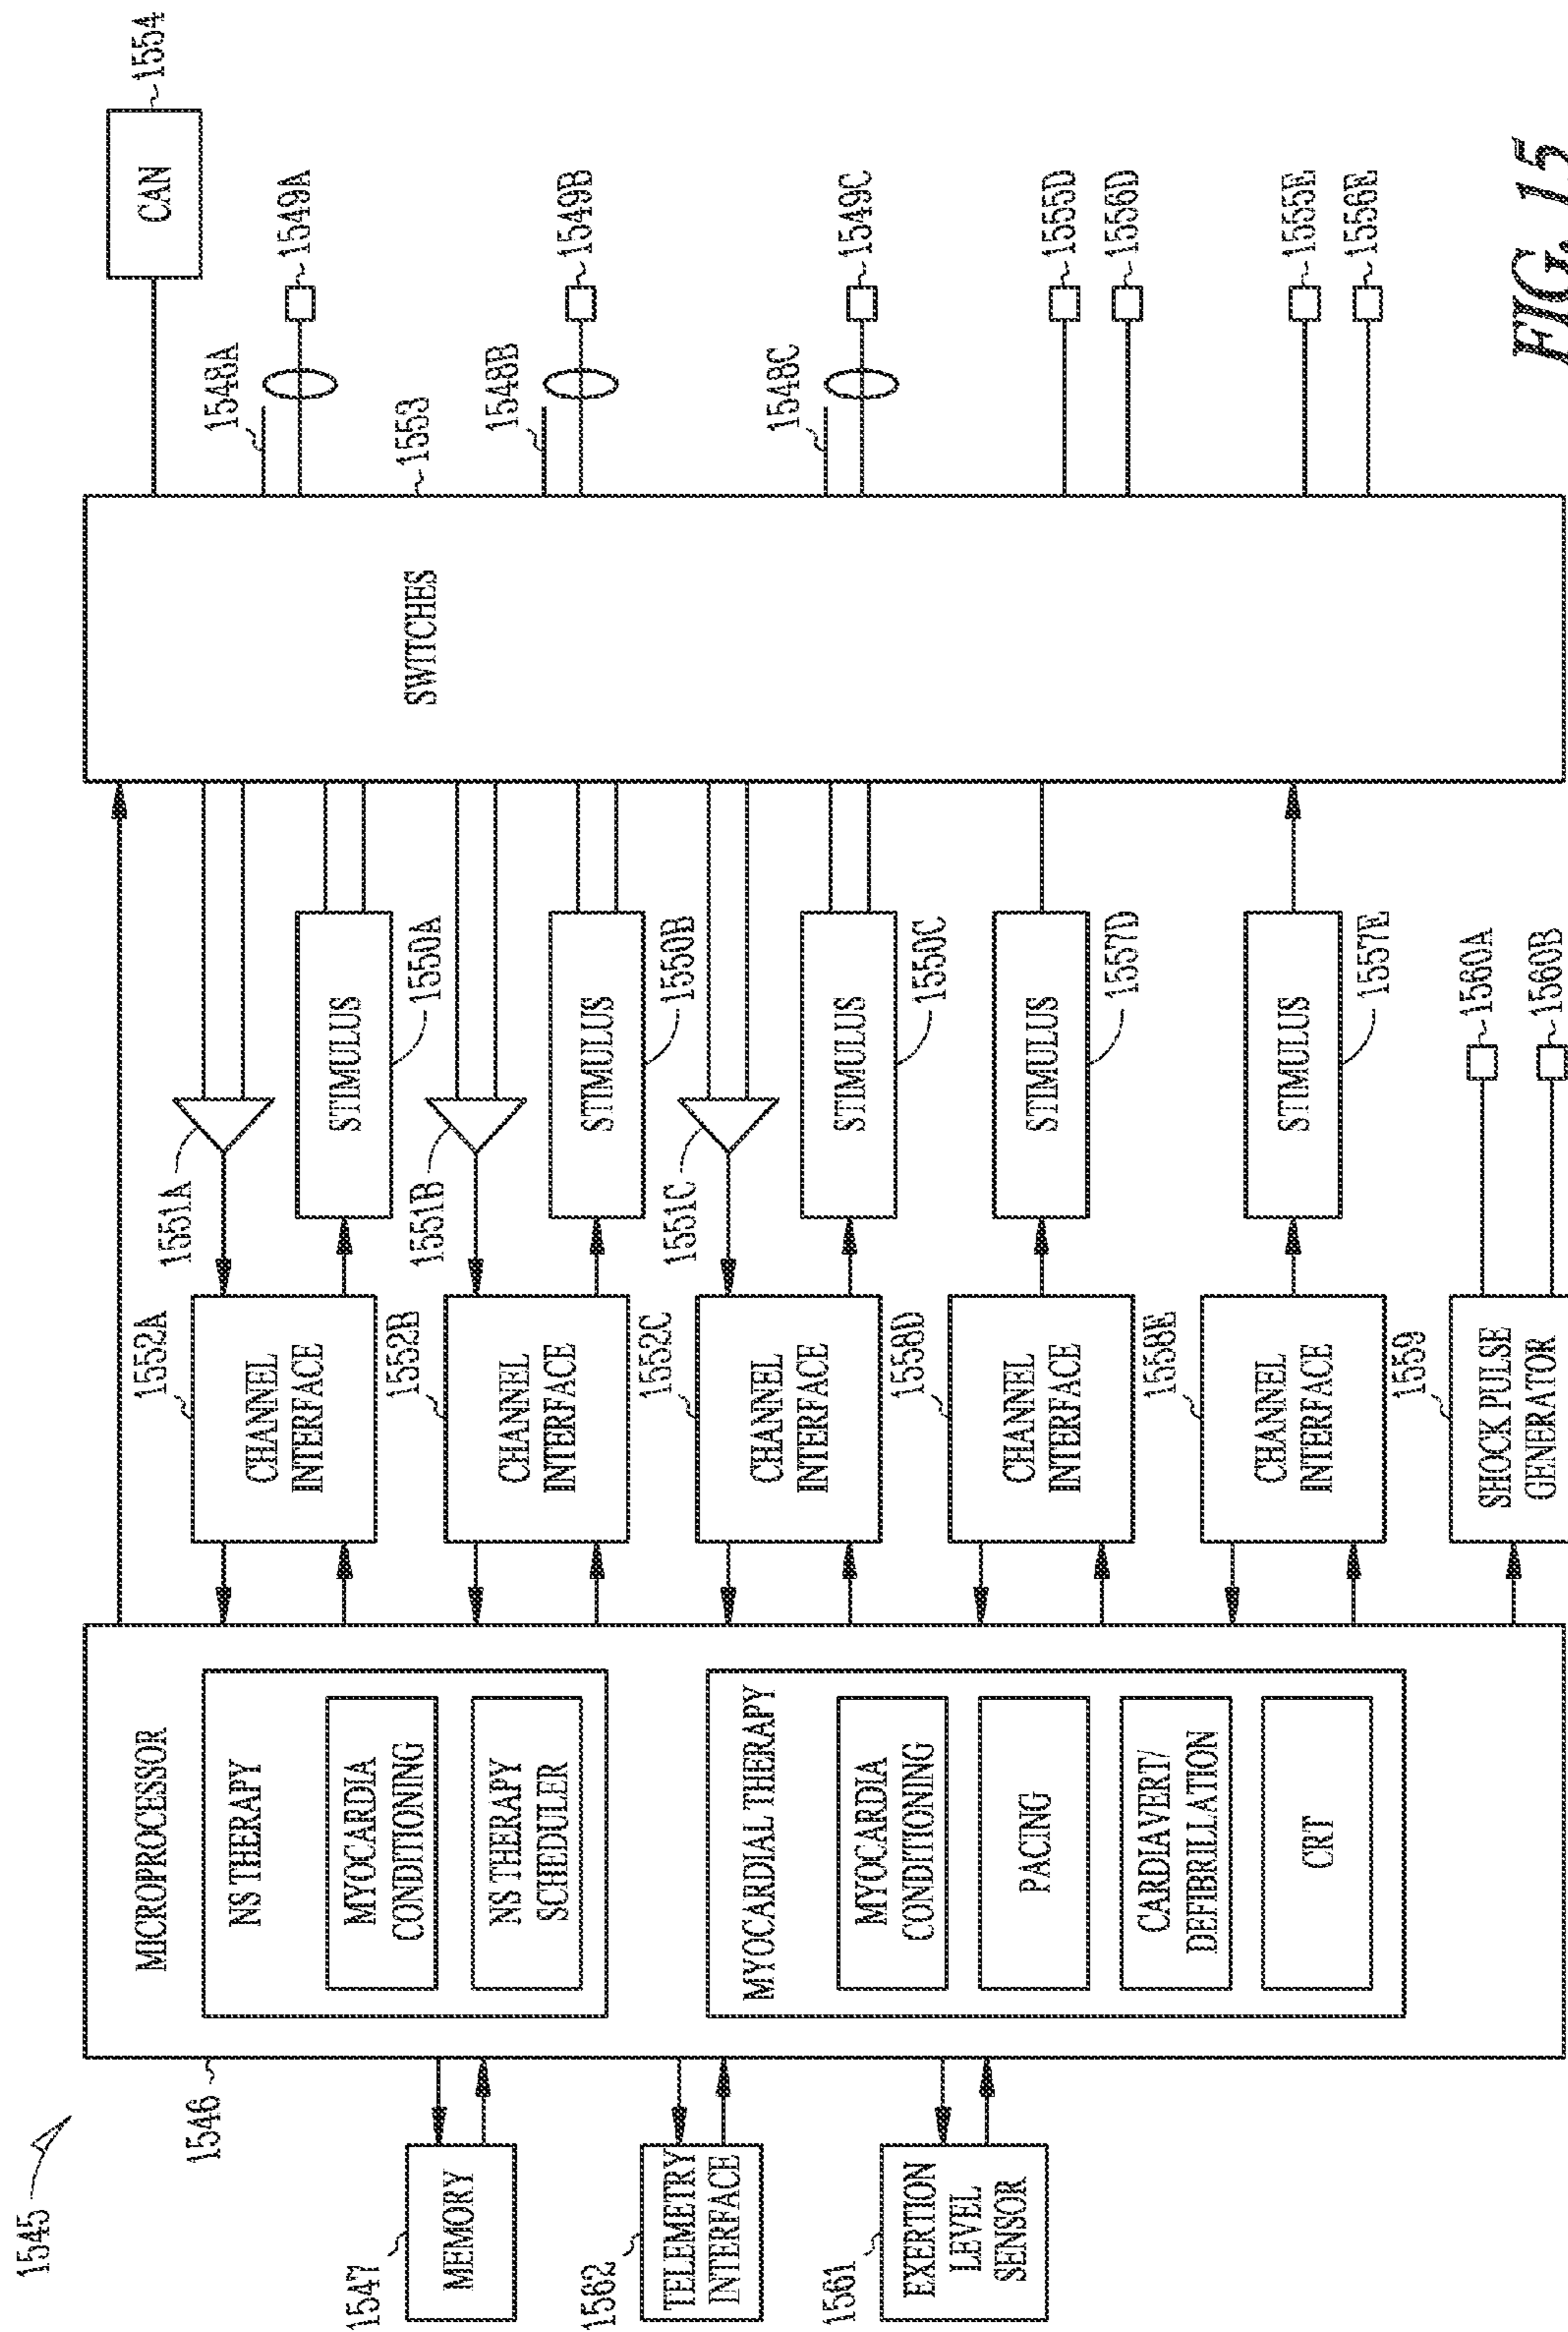 1545
1546
1547
MEMORY
1562
TELEMETRY
INTERFACE
1561
EXERTION
LEVEL
SENSOR
MICROPROCESSOR
NS THERAPY
MYOCARDIA
CONDITIONING
NS THERAPY
SCHEDULER
MYOCARDIAL THERAPY
MYOCARDIA
CONDITIONING
PACING
CARDIAVERT/
DEFIBRILLATION
CRT
1552A
CHANNEL
INTERFACE
1552B
CHANNEL
INTERFACE
1552C
CHANNEL
INTERFACE
1558D
CHANNEL
INTERFACE
1558E
CHANNEL
INTERFACE
1559
SHOCK PULSE
GENERATOR
1551A
STIMULUS
1550A
1551B
STIMULUS
1550B
1551C
STIMULUS
1550C
STIMULUS
1557D
STIMULUS
1557E
1560A
1560B
SWITCHES
1553
CAN
1554
1548A
1549A
1548B
1549B
1548C
1549C
1555D
1556D
1555E
1556E
FIG. 15